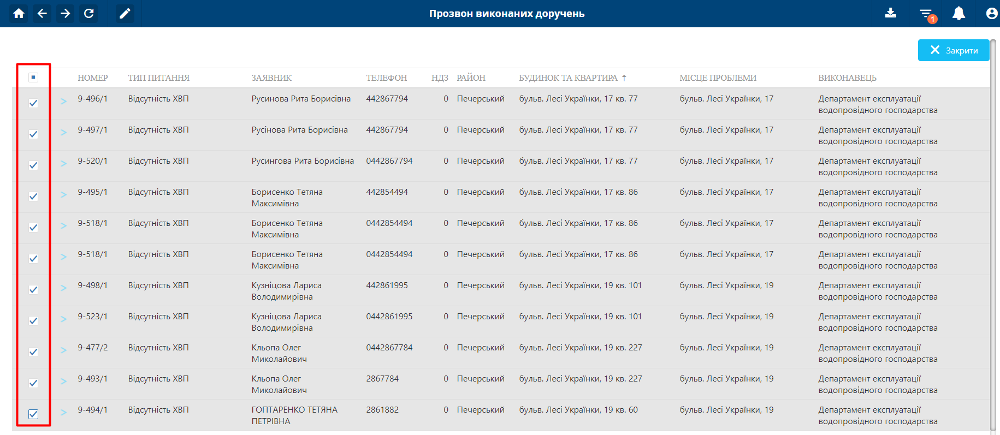 Прозвон виконаних доручень
1
Закрити
НОМЕР ТИП ПИТАННЯ ЗАЯВНИК ТЕЛЕФОН НДЗ РАЙОН БУДИНОК ТА КВАРТИРА ↑ МІСЦЕ ПРОБЛЕМИ ВИКОНАВЕЦЬ
9-496/1 Відсутність ХВП Русинова Рита Борисівна 442867794 0 Печерський бульв. Лесі Українки, 17 кв. 77 бульв. Лесі Українки, 17 Департамент експлуатації
водопровідного господарства
9-497/1 Відсутність ХВП Русінова Рита Борисівна 442867794 0 Печерський бульв. Лесі Українки, 17 кв. 77 бульв. Лесі Українки, 17 Департамент експлуатації
водопровідного господарства
9-520/1 Відсутність ХВП Русингова Рита Борисівна 0442867794 0 Печерський бульв. Лесі Українки, 17 кв. 77 бульв. Лесі Українки, 17 Департамент експлуатації
водопровідного господарства
9-495/1 Відсутність ХВП Борисенко Тетяна 442854494 0 Печерський бульв. Лесі Українки, 17 кв. 86 бульв. Лесі Українки, 17 Департамент експлуатації
Максимівна водопровідного господарства
9-518/1 Відсутність ХВП Борисенко Тетяна 0442854494 0 Печерський бульв. Лесі Українки, 17 кв. 86 бульв. Лесі Українки, 17 Департамент експлуатації
Максимівна водопровідного господарства
9-518/1 Відсутність ХВП Борисенко Тетяна 0442854494 0 Печерський бульв. Лесі Українки, 17 кв. 86 бульв. Лесі Українки, 17 Департамент експлуатації
Максимівна водопровідного господарства
9-498/1 Відсутність ХВП Кузніцова Лариса 442861995 0 Печерський бульв. Лесі Українки, 19 кв. 101 бульв. Лесі Українки, 19 Департамент експлуатації
Володимирівна водопровідного господарства
9-523/1 Відсутність ХВП Кузніцова Лариса 0442861995 0 Печерський бульв. Лесі Українки, 19 кв. 101 бульв. Лесі Українки, 19 Департамент експлуатації
Володимирівна водопровідного господарства
9-477/2 Відсутність ХВП Кльопа Олег 0442867784 0 Печерський бульв. Лесі Українки, 19 кв. 227 бульв. Лесі Українки, 19 Департамент експлуатації
Миколайович водопровідного господарства
9-493/1 Відсутність ХВП Кльопа Олег 2867784 0 Печерський бульв. Лесі Українки, 19 кв. 227 бульв. Лесі Українки, 19 Департамент експлуатації
Миколайович водопровідного господарства
9-494/1 Відсутність ХВП ГОПТАРЕНКО ТЕТЯНА 2861882 0 Печерський бульв. Лесі Українки, 19 кв. 60 бульв. Лесі Українки, 19 Департамент експлуатації
ПЕТРІВНА водопровідного господарства